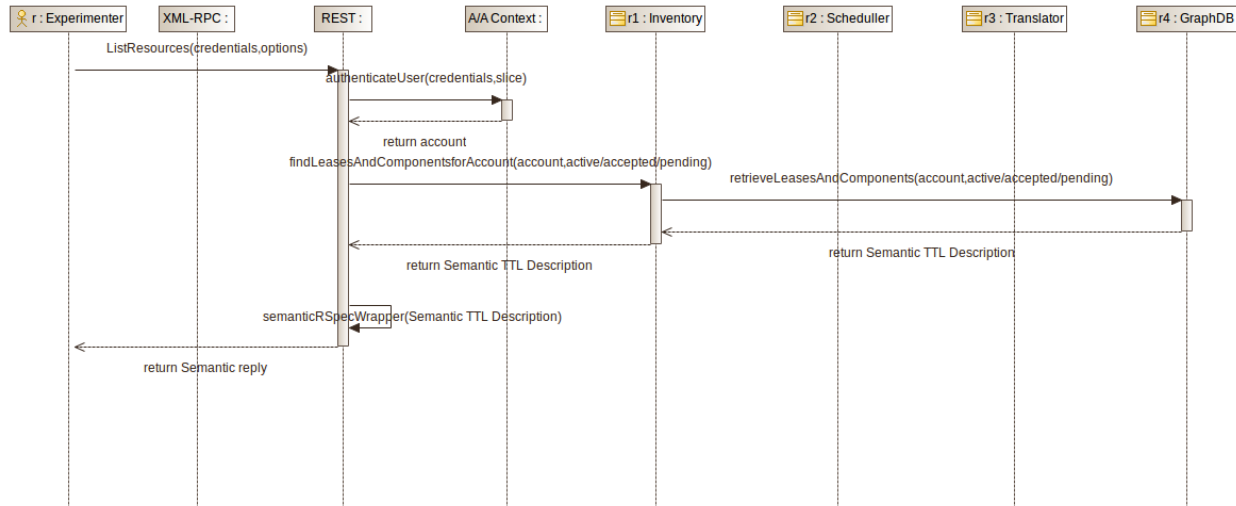 r : Experimenter
XML-RPC :
REST :
A/A Context :
r1 : Inventory
r2 : Scheduller
r3 : Translator
r4 : GraphDB
ListResources(credentials,options)
authenticateUser(credentials,slice)
return account
findLeasesAndComponentsforAccount(account,active/accepted/pending)
retrieveLeasesAndComponents(account,active/accepted/pending)
return Semantic TTL Description
return Semantic TTL Description
semanticRSpecWrapper(Semantic TTL Description)
return Semantic reply